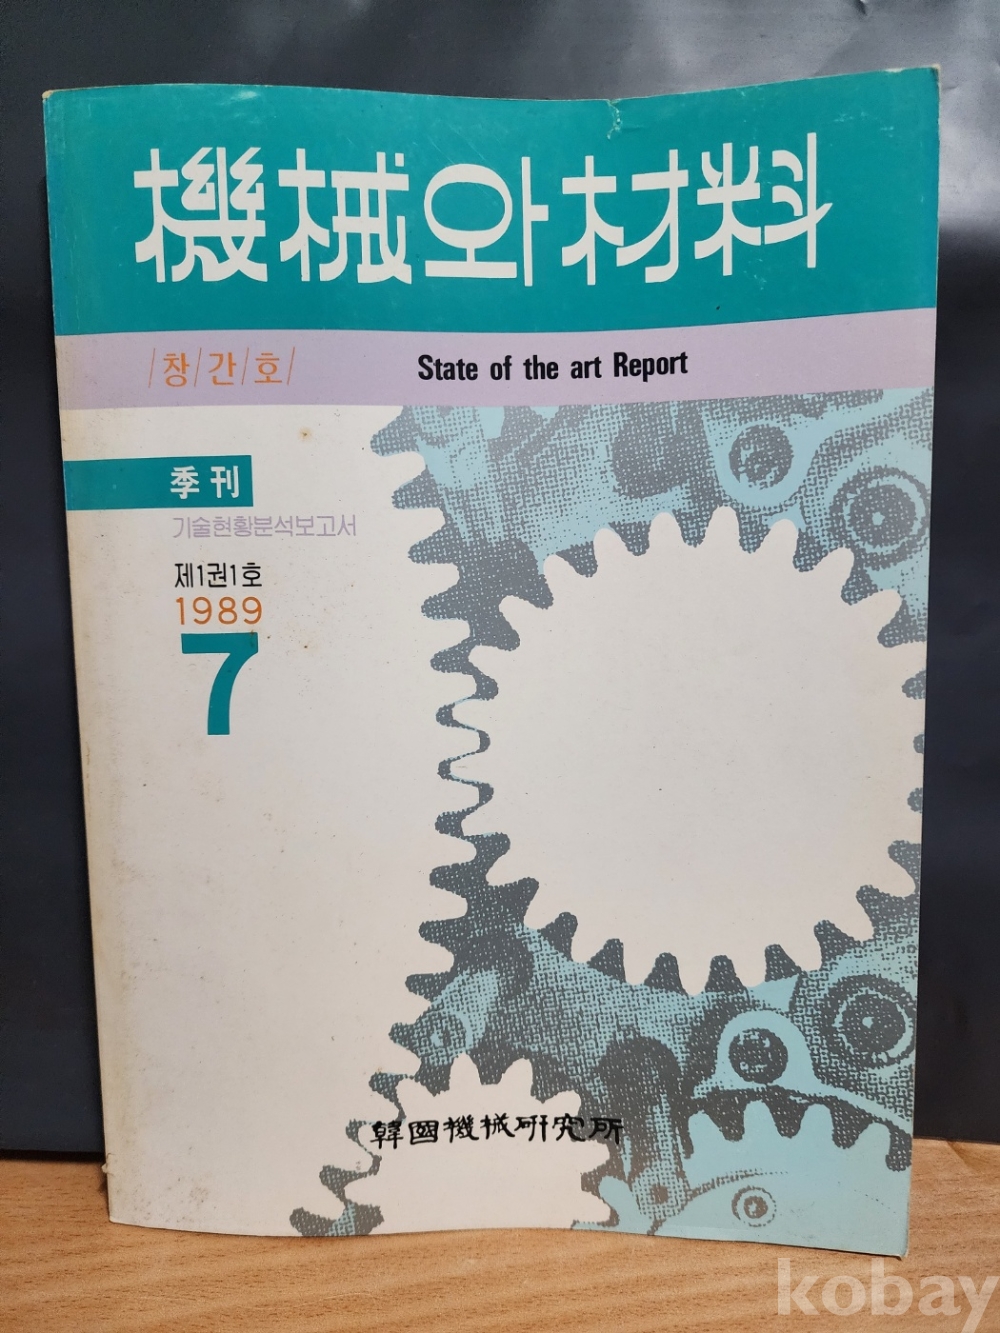 機械와材料
/창/간/호/
State of the art Report
季刊
기술현황분석보고서
제1권1호
1989
7
韓國機械研究所
kobay